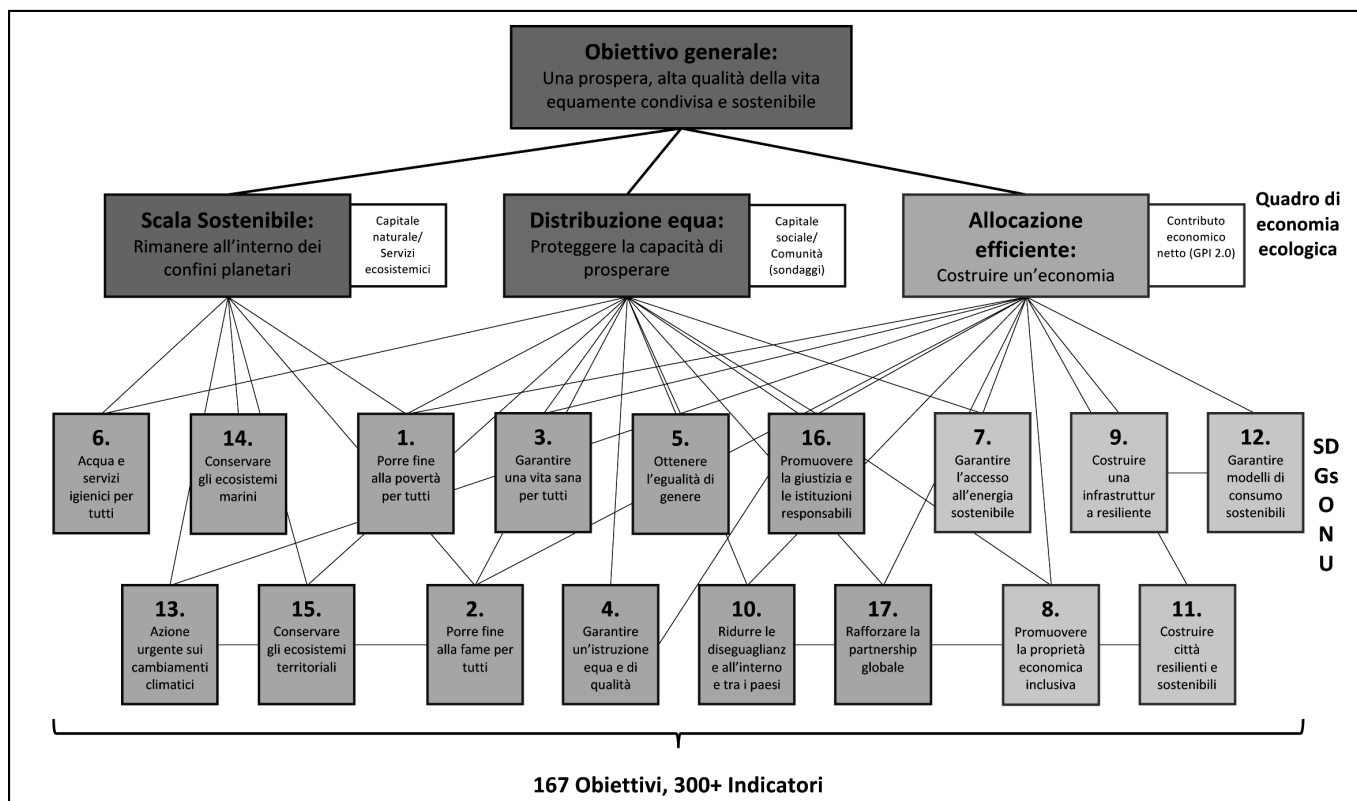 Obiettivo generale:
Una prospera, alta qualità della vita
equamente condivisa e sostenibile
Scala Sostenibile:
Rimanere all'interno dei
confini planetari
Capitale
naturale/
Servizi
ecosistemici
Distribuzione equa:
Proteggere la capacità di
prosperare
Capitale
sociale/
Comunità
(sondaggi)
Allocazione
efficiente:
Costruire un'economia
Contributo
economico
netto (GPI 2.0)
Quadro di
economia
ecologica
6.
Acqua e
servizi
igienici per
tutti
14.
Conservare
gli ecosistemi
marini
1.
Porre fine
alla povertà
per tutti
3.
Garantire
una vita sana
per tutti
5.
Ottenere
l'egualità di
genere
16.
Promuovere
la giustizia e
le istituzioni
responsabili
7.
Garantire
l'accesso
all'energia
sostenibile
9.
Costruire
una
infrastruttur
a resiliente
12.
Garantire
modelli di
consumo
sostenibili
SD
Gs
O
N
U
13.
Azione
urgente sui
cambiamenti
climatici
15.
Conservare
gli ecosistemi
territoriali
2.
Porre fine
alla fame per
tutti
4.
Garantire
un'istruzione
equa e di
qualità
10.
Ridurre le
diseguaglianz
e all'interno
e tra i paesi
17.
Rafforzare la
partnership
globale
8.
Promuovere
la proprietà
economica
inclusiva
11.
Costruire
città
resilienti e
sostenibili
167 Obiettivi, 300+ Indicatori